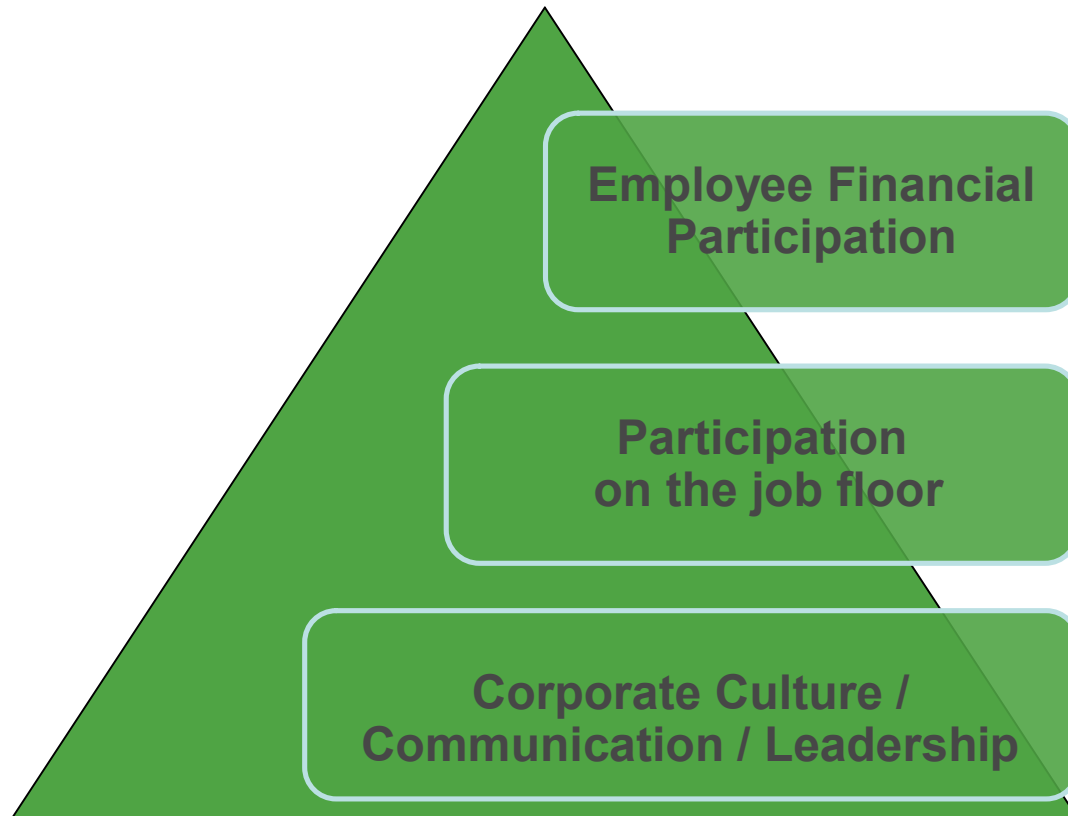 Employee Financial
Participation
Participation
on the job floor
Corporate Culture /
Communication / Leadership